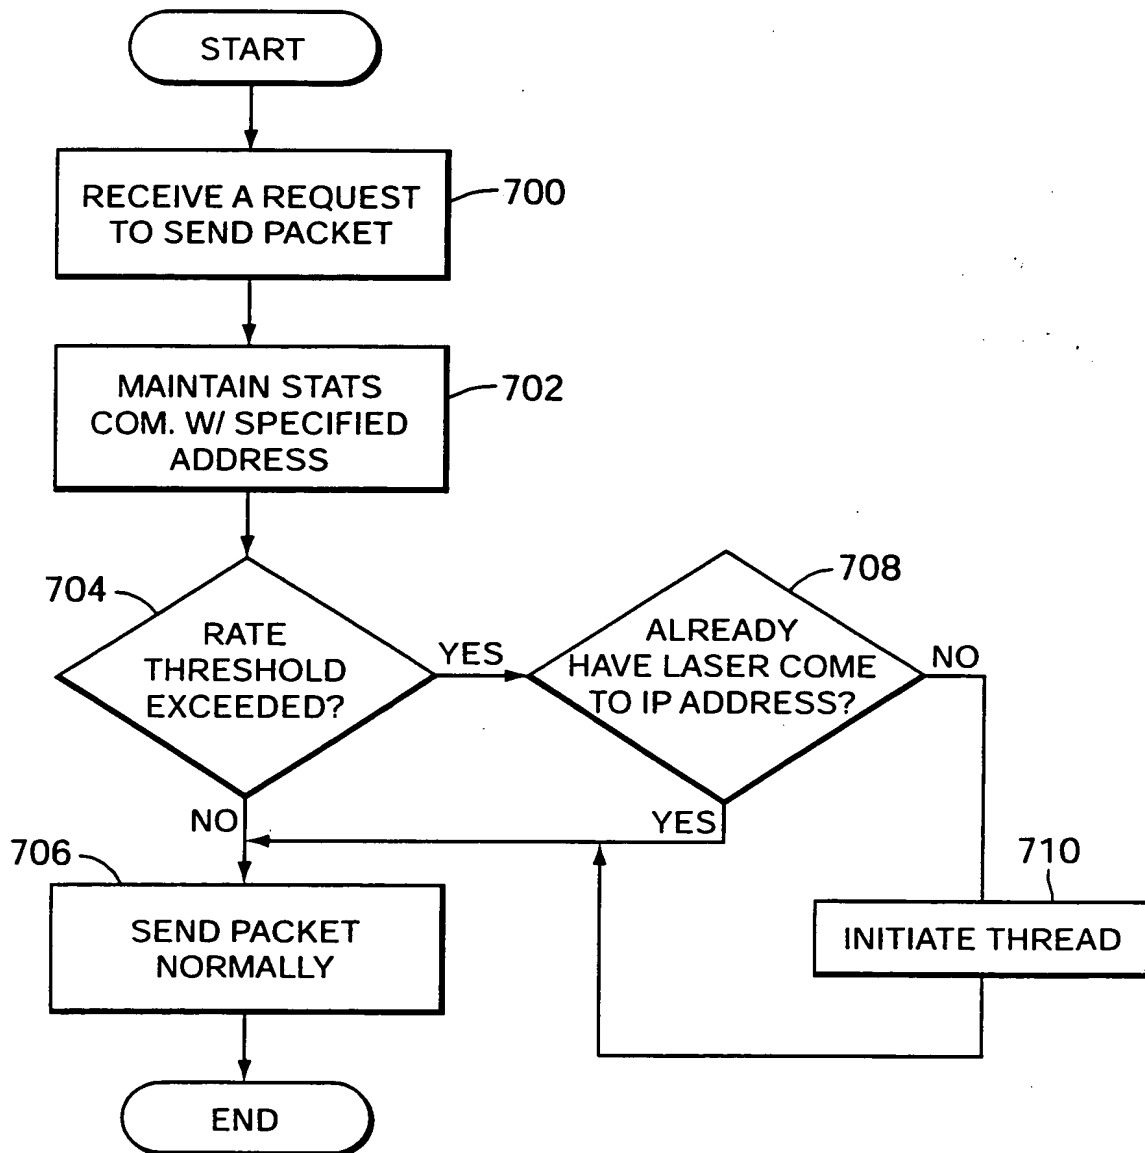 START
RECEIVE A REQUEST
TO SEND PACKET
700
MAINTAIN STATS
COM. W/ SPECIFIED
ADDRESS
702
704
RATE
THRESHOLD
EXCEEDED?
YES
708
ALREADY
HAVE LASER COME
TO IP ADDRESS?
NO
NO
YES
706
SEND PACKET
NORMALLY
710
INITIATE THREAD
END